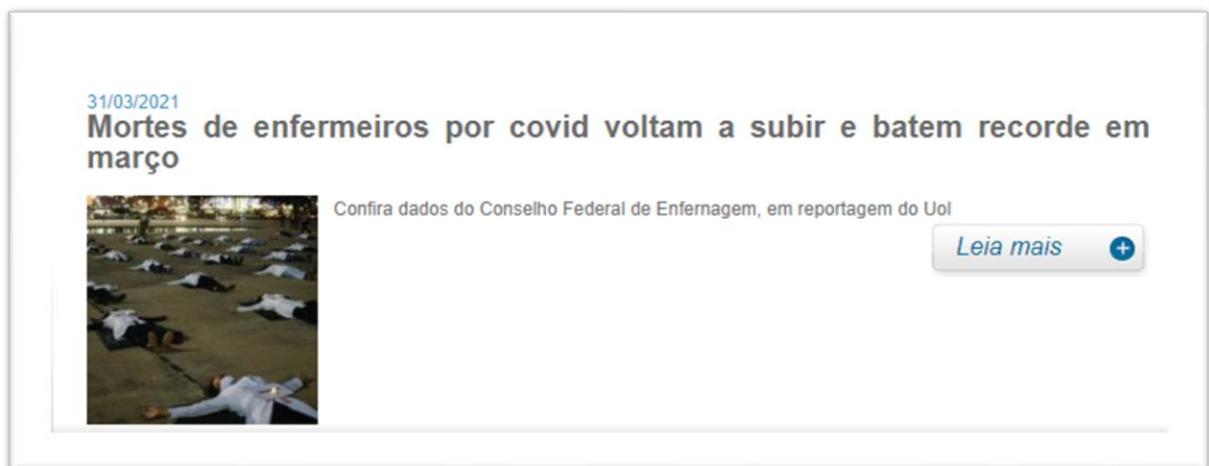 31/03/2021
Mortes de enfermeiros por covid voltam a subir e batem recorde em
março
Confira dados do Conselho Federal de Enfernagem, em reportagem do Uol
Leia mais